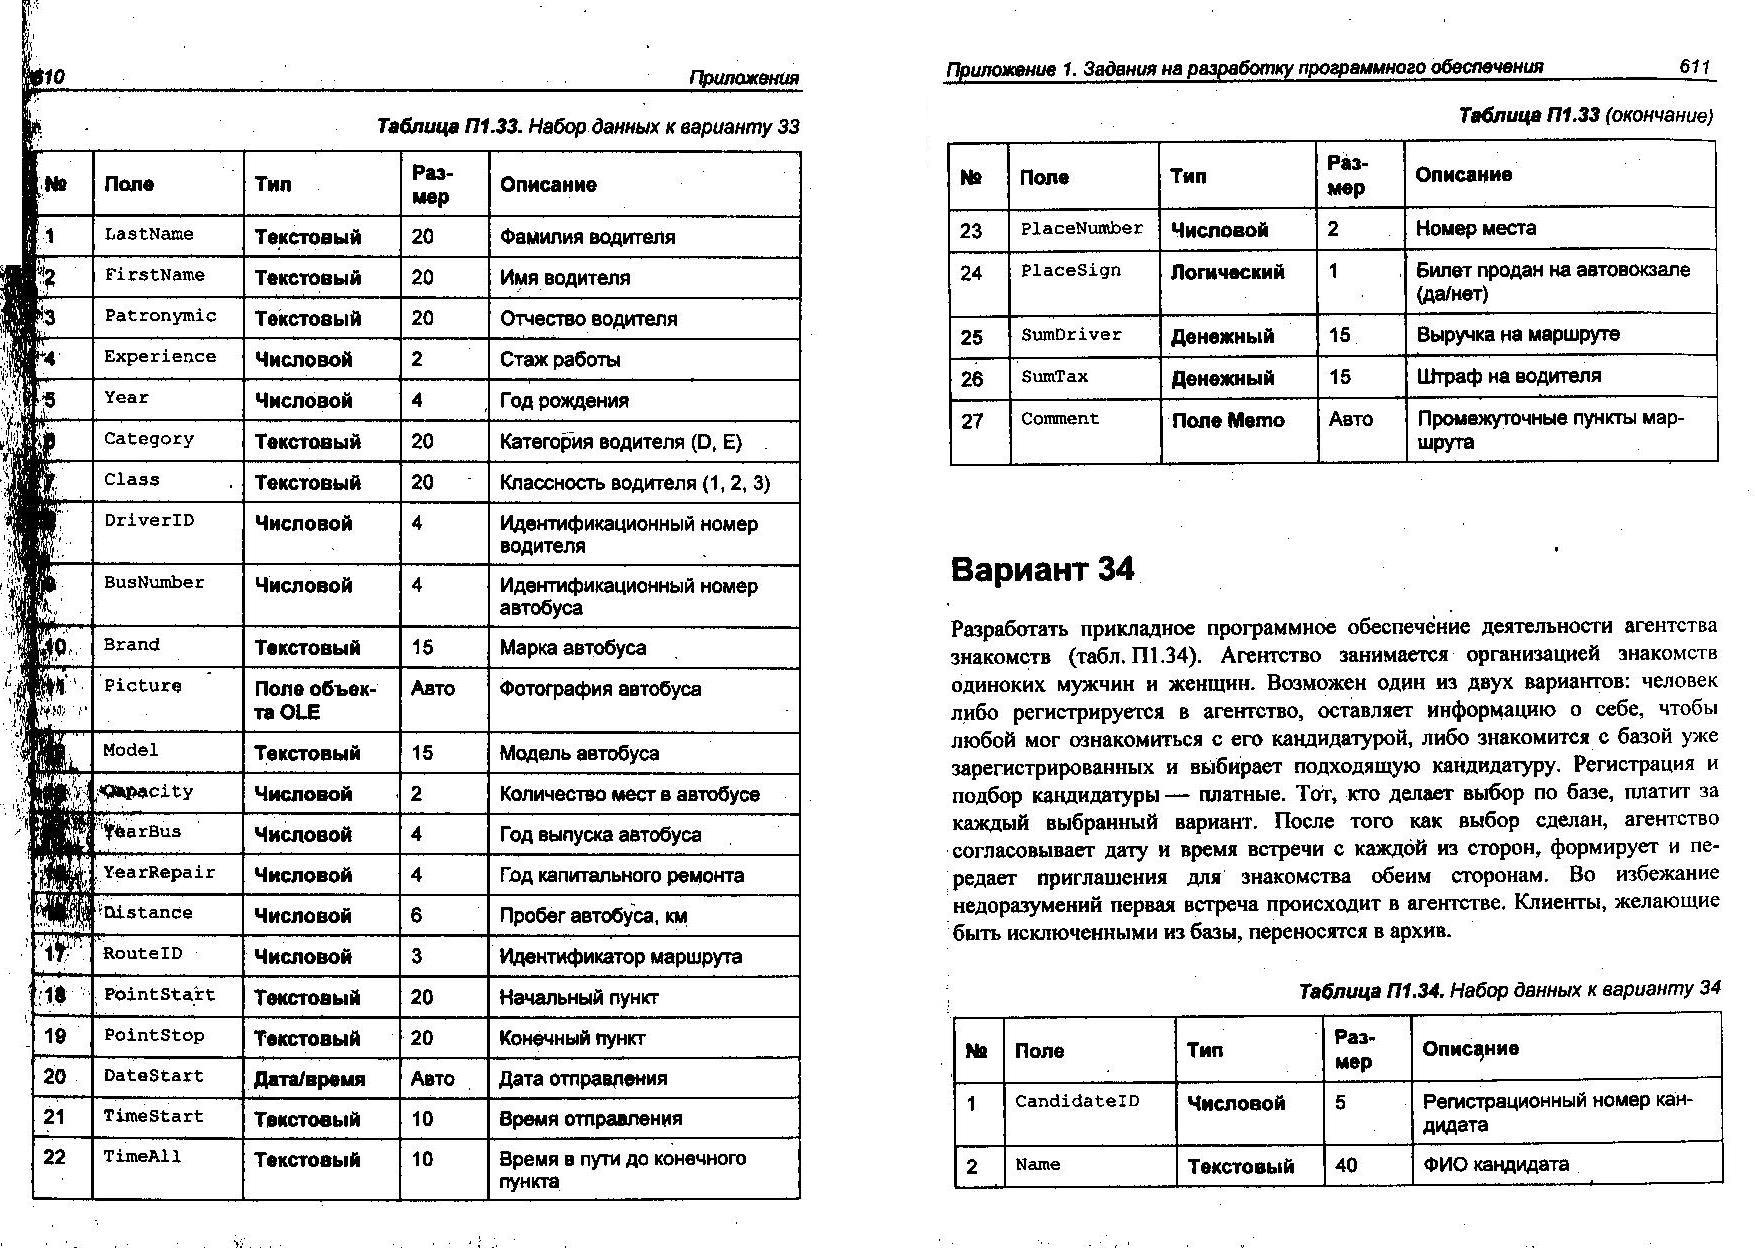 610 Приложения
Таблица П1.33. Набор данных к варианту 33
№ Поле Тип Раз-
мер Описание
1 LastName Текстовый 20 Фамилия водителя
2 FirstName Текстовый 20 Имя водителя
3 Patronymic Текстовый 20 Отчество водителя
4 Experience Числовой 2 Стаж работы
5 Year Числовой 4 Год рождения
6 Category Текстовый 20 Категория водителя (D, E)
7 Class Текстовый 20 Классность водителя (1, 2, 3)
DriverID Числовой 4 Идентификационный номер
водителя
9 BusNumber Числовой 4 Идентификационный номер
автобуса
10 Brand Текстовый 15 Марка автобуса
11 Picture Поле объек-
та OLE Авто Фотография автобуса
Model Текстовый 15 Модель автобуса
Capacity Числовой 2 Количество мест в автобусе
YearBus Числовой 4 Год выпуска автобуса
YearRepair Числовой 4 Год капитального ремонта
Distance Числовой 6 Пробег автобуса, км
17 RouteID Числовой 3 Идентификатор маршрута
18 PointStart Текстовый 20 Начальный пункт
19 PointStop Текстовый 20 Конечный пункт
20 DateStart Дата/время Авто Дата отправления
21 TimeStart Текстовый 10 Время отправления
22 TimeAll Текстовый 10 Время в пути до конечного
пункта
Приложение 1. Задания на разработку программного обеспечения 611
Таблица П1.33 (окончание)
№ Поле Тип Раз-
мер Описание
23 PlaceNumber Числовой 2 Номер места
24 PlaceSign Логический 1 Билет продан на автовокзале
(да/нет)
25 SumDriver Денежный 15 Выручка на маршруте
26 SumTax Денежный 15 Штраф на водителя
27 Comment Поле Memo Авто Промежуточные пункты мар-
шрута
Вариант 34
Разработать прикладное программное обеспечение деятельности агентства
знакомств (табл. П1.34). Агентство занимается организацией знакомств
одиноких мужчин и женщин. Возможен один из двух вариантов: человек
либо регистрируется в агентство, оставляет информацию о себе, чтобы
любой мог ознакомиться с его кандидатурой, либо знакомится с базой уже
зарегистрированных и выбирает подходящую кандидатуру. Регистрация и
подбор кандидатуры — платные. Тот, кто делает выбор по базе, платит за
каждый выбранный вариант. После того как выбор сделан, агентство
согласовывает дату и время встречи с каждой из сторон, формирует и пе-
редает приглашения для знакомства обеим сторонам. Во избежание
недоразумений первая встреча происходит в агентстве. Клиенты, желающие
быть исключенными из базы, переносятся в архив.
Таблица П1.34. Набор данных к варианту 34
№ Поле Тип Раз-
мер Описание
1 CandidateID Числовой 5 Регистрационный номер кан-
дидата
2 Name Текстовый 40 ФИО кандидата